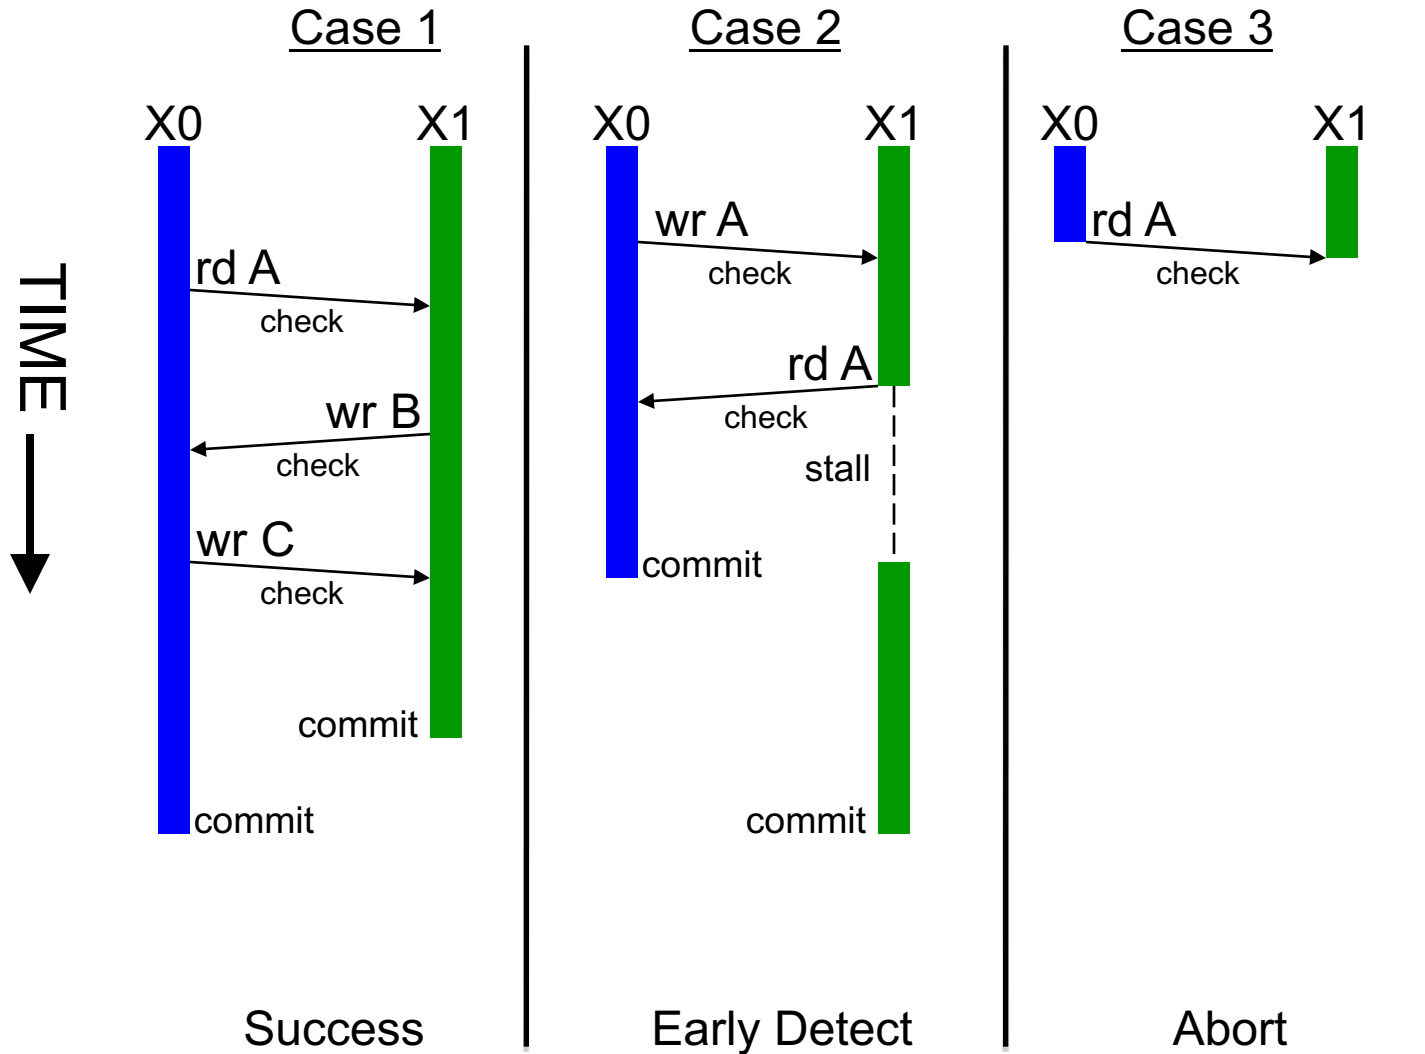 Case 1
Case 2
Case 3
X0
X1
X0
X1
X0
X1
TIME
rd A
check
wr B
check
wr C
check
commit
commit
wr A
check
rd A
check
stall
commit
commit
rd A
check
Success
Early Detect
Abort